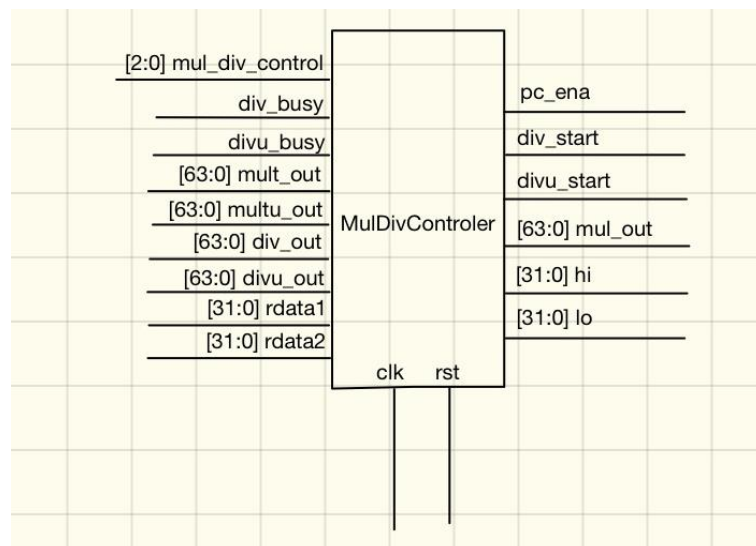 [2:0] mul_div_control
div_busy
divu_busy
[63:0] mult_out
[63:0] multu_out
[63:0] div_out
[63:0] divu_out
[31:0] rdata1
[31:0] rdata2
MulDivControler
pc_ena
div_start
divu_start
[63:0] mul_out
[31:0] hi
[31:0] lo
clk rst